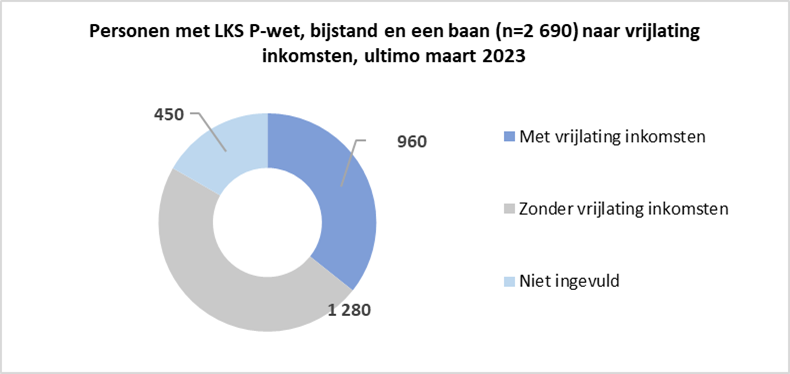 Personen met LKS P-wet, bijstand en een baan (n=2 690) naar vrijlating
inkomsten, ultimo maart 2023
450
960
Met vrijlating inkomsten
Zonder vrijlating inkomsten
Niet ingevuld
1 280